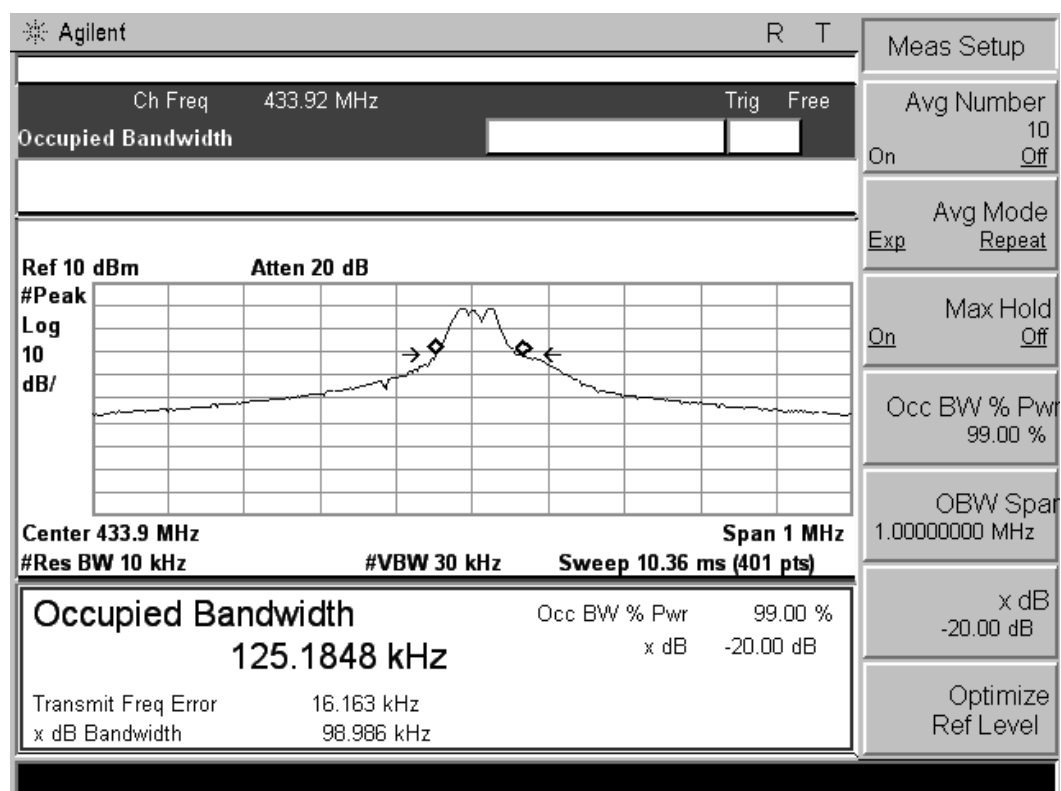 Agilent R T
Ch Freq 433.92 MHz Trig Free
Occupied Bandwidth
Ref 10 dBm Atten 20 dB
#Peak
Log
10
dB/
Center 433.9 MHz Span 1 MHz
#Res BW 10 kHz #VBW 30 kHz Sweep 10.36 ms (401 pts)
Occupied Bandwidth Occ BW % Pwr 99.00 %
125.1848 kHz x dB -20.00 dB
Transmit Freq Error 16.163 kHz
x dB Bandwidth 98.986 kHz
Meas Setup
Avg Number
10
On Off
Avg Mode
Exp Repeat
Max Hold
On Off
Occ BW % Pwr
99.00 %
OBW Span
1.00000000 MHz
x dB
-20.00 dB
Optimize
Ref Level